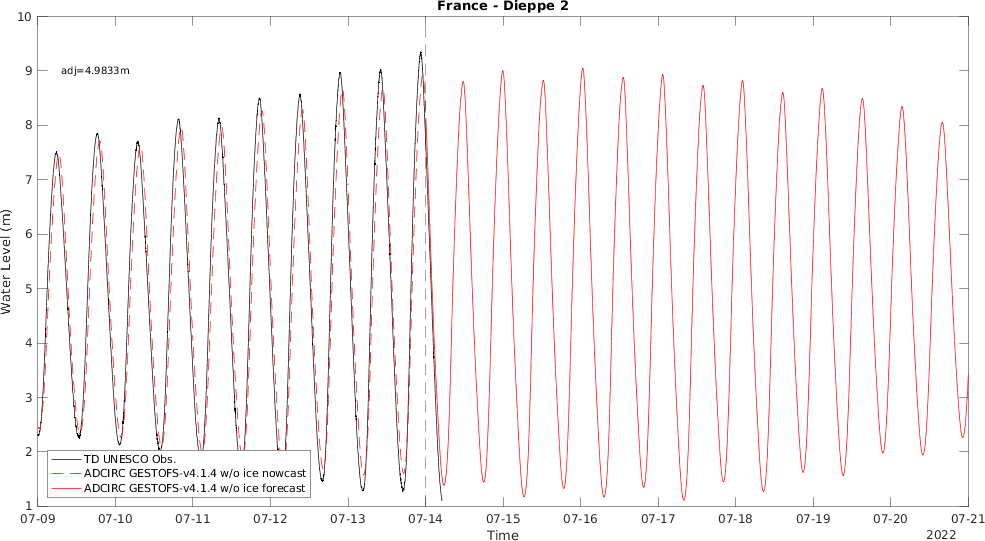 France - Dieppe 2
10
adj=4.9833m
9
8
7
6
5
4
3
2
1
Water Level (m)
TD UNESCO Obs.
ADCIRC GESTOFS-v4.1.4 w/o ice nowcast
ADCIRC GESTOFS-v4.1.4 w/o ice forecast
07-09 07-10 07-11 07-12 07-13 07-14 07-15 07-16 07-17 07-18 07-19 07-20 07-21
Time 2022